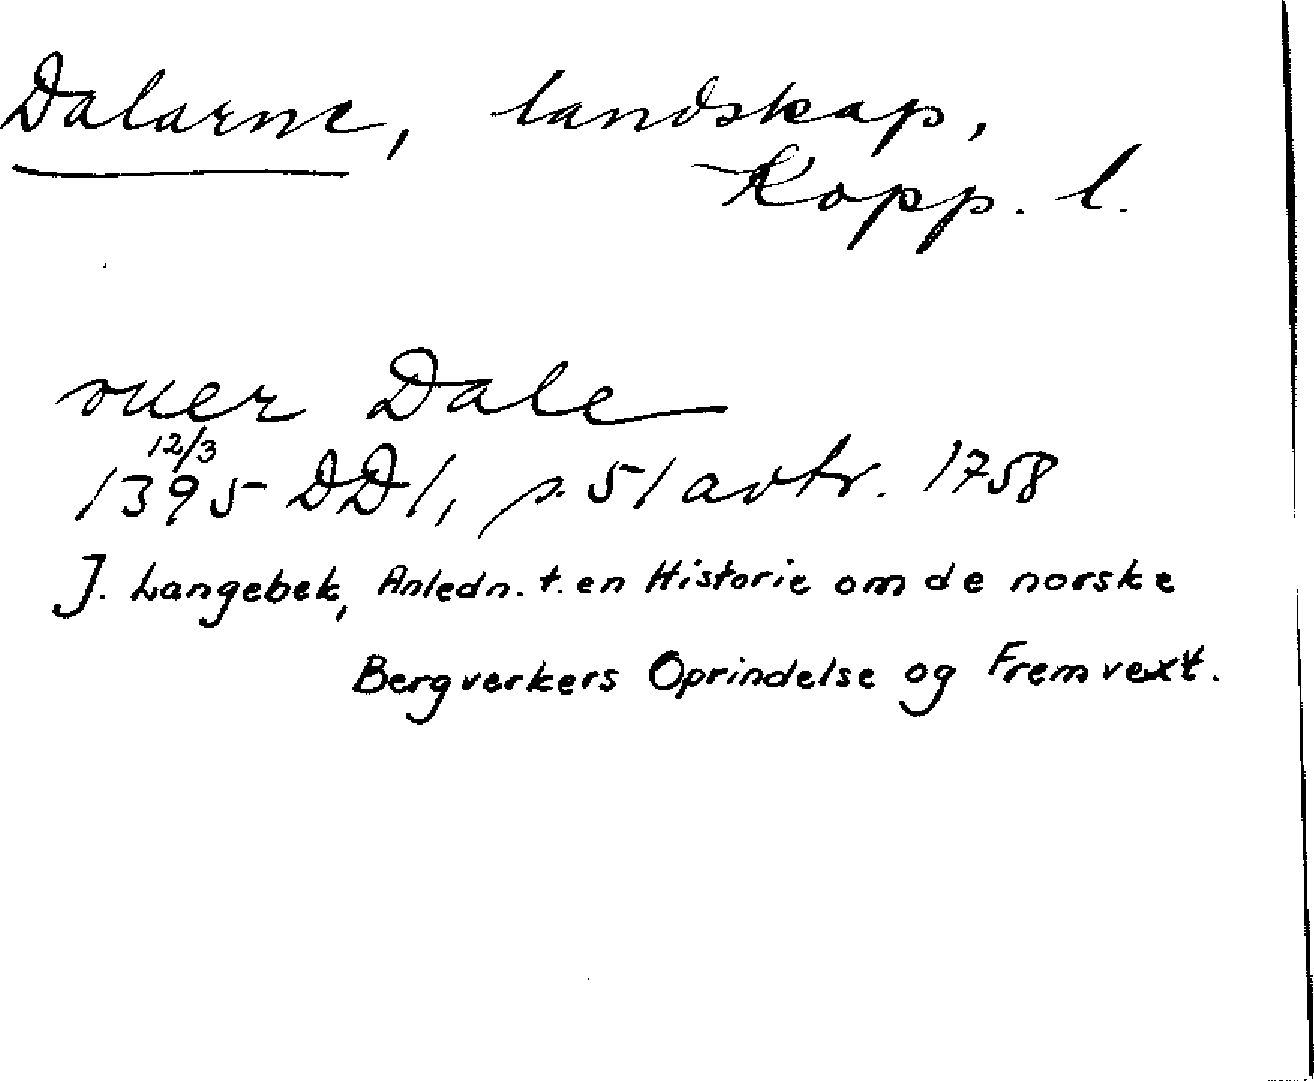 Dalarne, landskap,
Kopp. l.
ouer Dale
12/3
1395 DD1, s. 51 avtr. 1758
J. Langebek, Anledn. t. en Historie om de norske
Bergverkers Oprindelse og Fremvext.